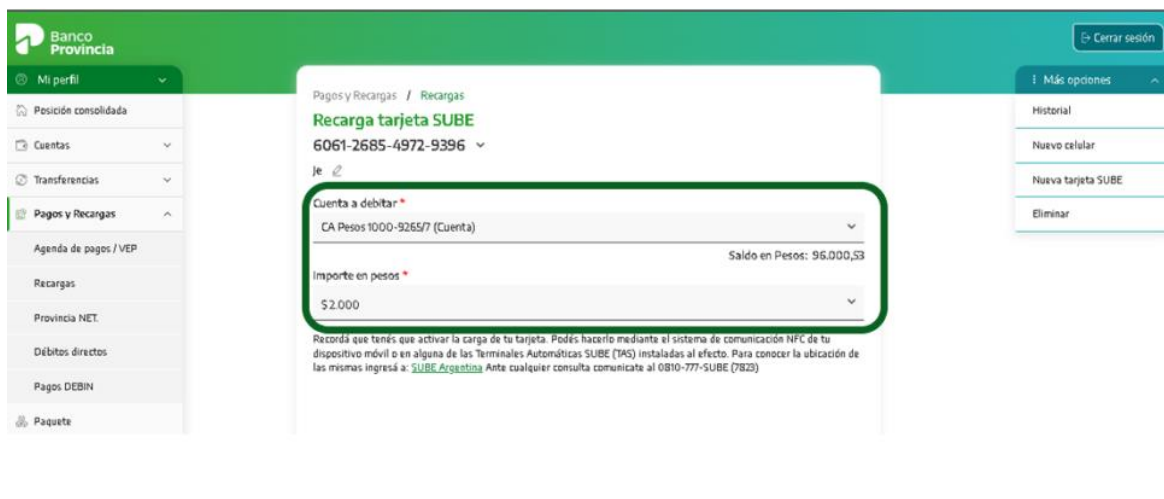 Banco
Provincia
Cerrar sesión
Mi perfil
Posición consolidada
Cuentas
Transferencias
Pagos y Recargas
Agenda de pagos / VEP
Recargas
Provincia NET.
Débitos directos
Pagos DEBIN
Paquete
Pagos y Recargas / Recargas
Recarga tarjeta SUBE
6061-2685-4972-9396
Je
Cuenta a debitar *
CA Pesos 1000-9265/7 (Cuenta)
Saldo en Pesos: 96.000,53
Importe en pesos *
$2.000
Recordá que tenés que activar la carga de tu tarjeta. Podés hacerlo mediante el sistema de comunicación NFC de tu
dispositivo móvil o en alguna de las Terminales Automáticas SUBE (TAS) instaladas al efecto. Para conocer la ubicación de
las mismas ingresá a: SUBE Argentina Ante cualquier consulta comunicate al 0810-777-SUBE (7823)
Más opciones
Historial
Nuevo celular
Nueva tarjeta SUBE
Eliminar